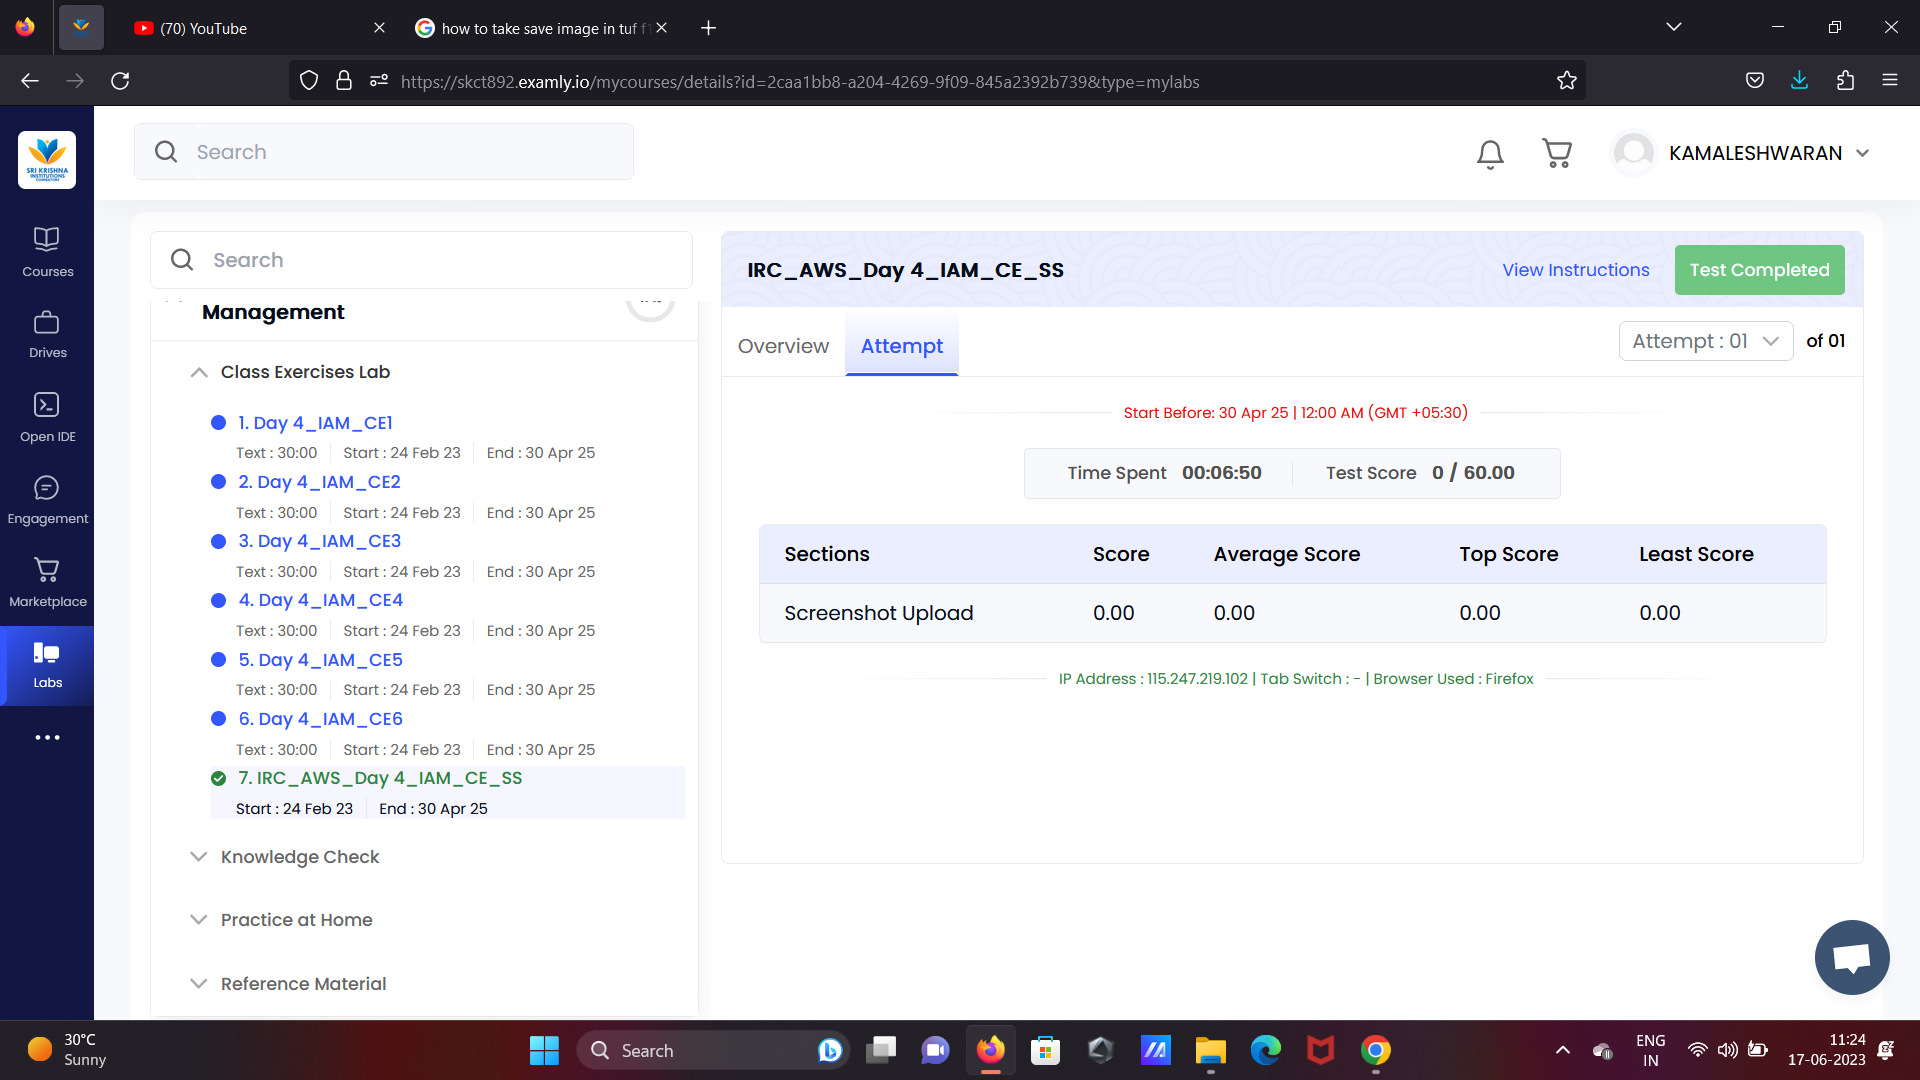 (70) YouTube
how to take save image in tuf f1
https://skct892.examly.io/mycourses/details?id=2caa1bb8-a204-4269-9f09-845a2392b739&type=mylabs
SRI KRISHNA
INSTITUTIONS
Search
KAMALESHWARAN
Courses
Drives
Open IDE
Engagement
Marketplace
Labs
Search
Management
Class Exercises Lab
1. Day 4_IAM_CE1
Text : 30:00 Start : 24 Feb 23 End : 30 Apr 25
2. Day 4_IAM_CE2
Text : 30:00 Start : 24 Feb 23 End : 30 Apr 25
3. Day 4_IAM_CE3
Text : 30:00 Start : 24 Feb 23 End : 30 Apr 25
4. Day 4_IAM_CE4
Text : 30:00 Start : 24 Feb 23 End : 30 Apr 25
5. Day 4_IAM_CE5
Text : 30:00 Start : 24 Feb 23 End : 30 Apr 25
6. Day 4_IAM_CE6
Text : 30:00 Start : 24 Feb 23 End : 30 Apr 25
7. IRC_AWS_Day 4_IAM_CE_SS
Start : 24 Feb 23 End : 30 Apr 25
Knowledge Check
Practice at Home
Reference Material
IRC_AWS_Day 4_IAM_CE_SS
View Instructions
Test Completed
Overview
Attempt
Attempt : 01 of 01
Start Before: 30 Apr 25 | 12:00 AM (GMT +05:30)
Time Spent 00:06:50 Test Score 0 / 60.00
Sections Score Average Score Top Score Least Score
Screenshot Upload 0.00 0.00 0.00 0.00
IP Address : 115.247.219.102 | Tab Switch : - | Browser Used : Firefox
30°C
Sunny
Search
ENG
IN
11:24
17-06-2023